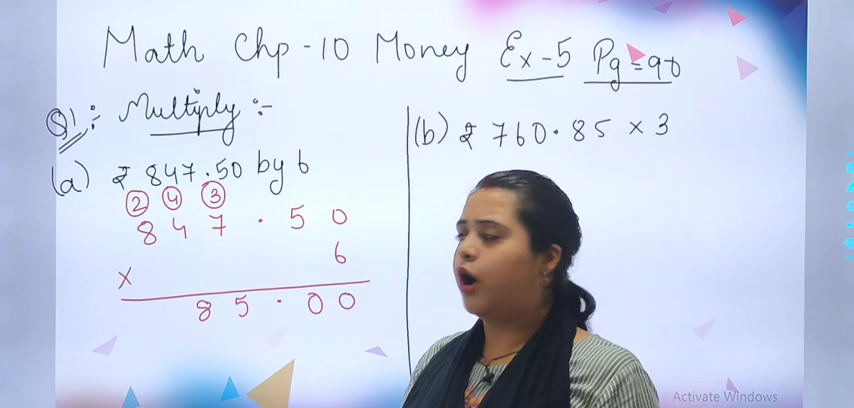 Math Chp-10 Money Ex-5 Pg=90
Q1:- Multiply:-
(a) ₹ 847.50 by 6
2 4 3
8 4 7 . 5 0
6
×
8 5 . 0 0
(b) ₹ 760.85 × 3
Activate Windows